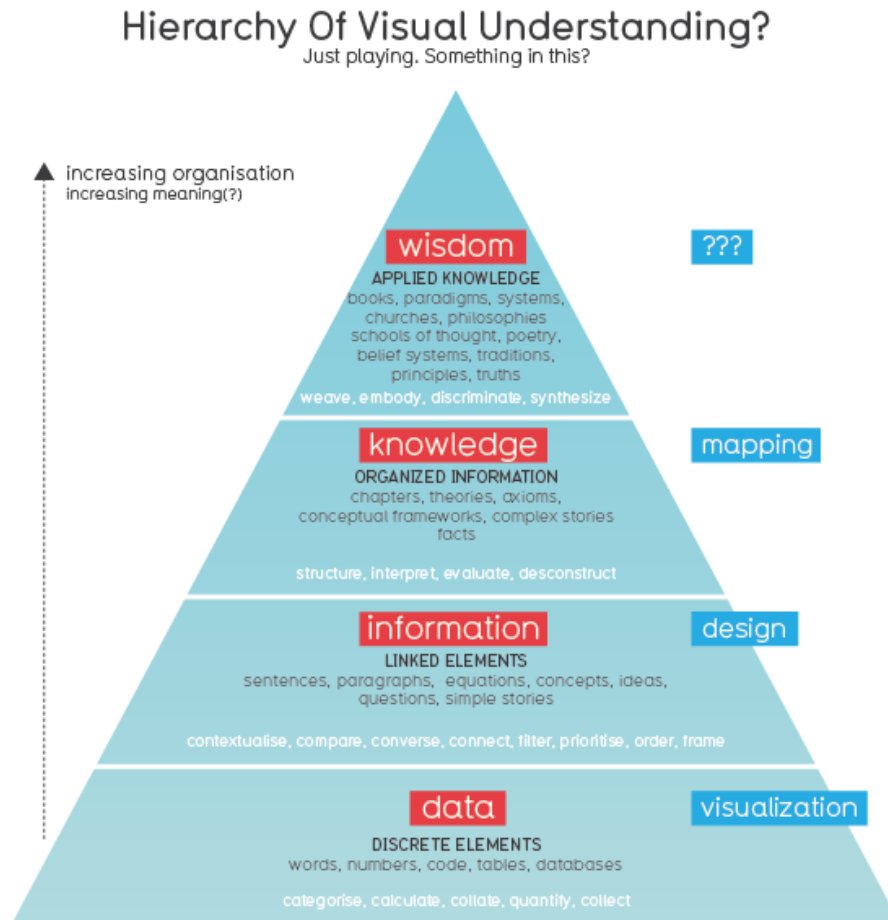 Hierarchy Of Visual Understanding?
Just playing. Something in this?
increasing organisation
increasing meaning(?)
wisdom
???
APPLIED KNOWLEDGE
books, paradigms, systems,
churches, philosophies
schools of thought, poetry,
belief systems, traditions,
principles, truths
weave, embody, discriminate, synthesize
knowledge
mapping
ORGANIZED INFORMATION
chapters, theories, axioms,
conceptual frameworks, complex stories
facts
structure, interpret, evaluate, desconstruct
information
design
LINKED ELEMENTS
sentences, paragraphs, equations, concepts, ideas,
questions, simple stories
contextualise, compare, converse, connect, filter, prioritise, order, frame
data
visualization
DISCRETE ELEMENTS
words, numbers, code, tables, databases
categorise, calculate, collate, quantify, collect